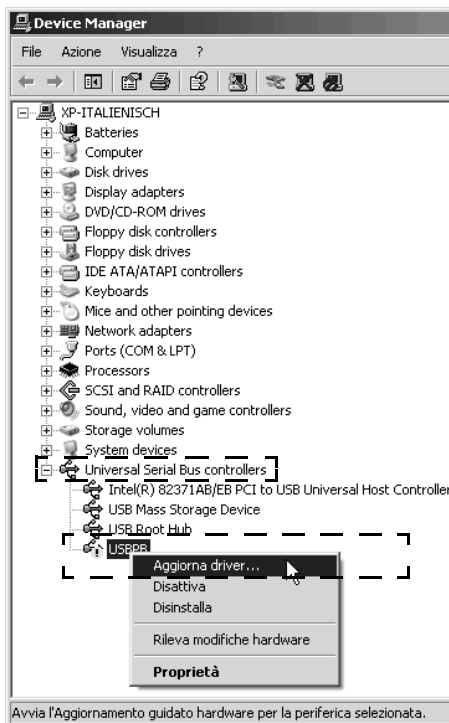 Device Manager
File Azione Visualizza ?
XP-ITALIENISCH
Batteries
Computer
Disk drives
Display adapters
DVD/CD-ROM drives
Floppy disk controllers
Floppy disk drives
IDE ATA/ATAPI controllers
Keyboards
Mice and other pointing devices
Network adapters
Ports (COM & LPT)
Processors
SCSI and RAID controllers
Sound, video and game controllers
Storage volumes
System devices
Universal Serial Bus controllers
Intel(R) 82371AB/EB PCI to USB Universal Host Controller
USB Mass Storage Device
USB Root Hub
USBPB
Aggiorna driver...
Disattiva
Disinstalla
Rileva modifiche hardware
Proprietà
Avvia l'Aggiornamento guidato hardware per la periferica selezionata.